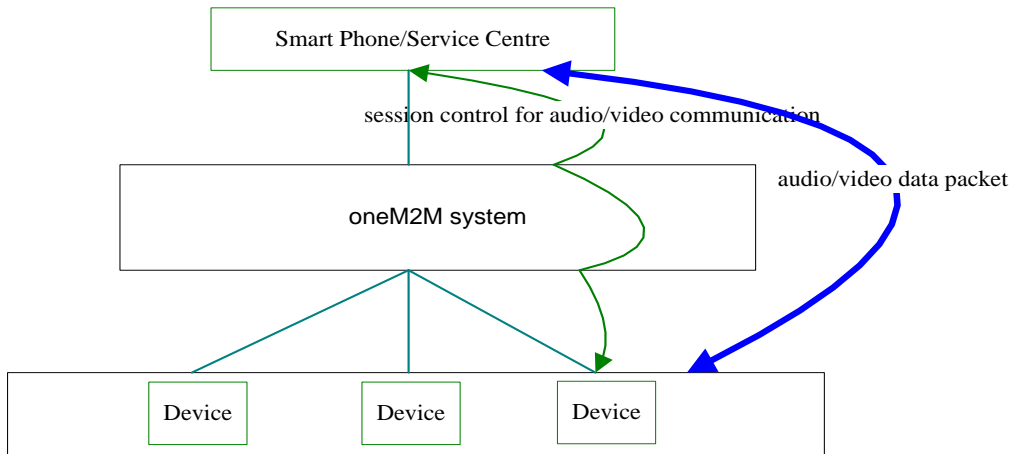 Smart Phone/Service Centre
session control for audio/video communication
audio/video data packet
oneM2M system
Device
Device
Device